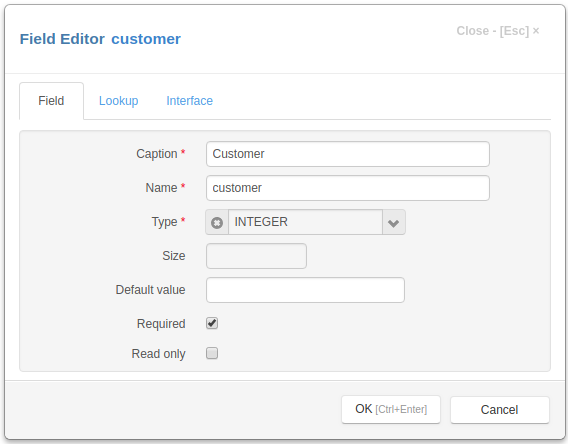 Field Editor customer
Close - [Esc] ×
Field Lookup Interface
Caption * Customer
Name * customer
Type * INTEGER
Size
Default value
Required
Read only
OK [Ctrl+Enter] Cancel